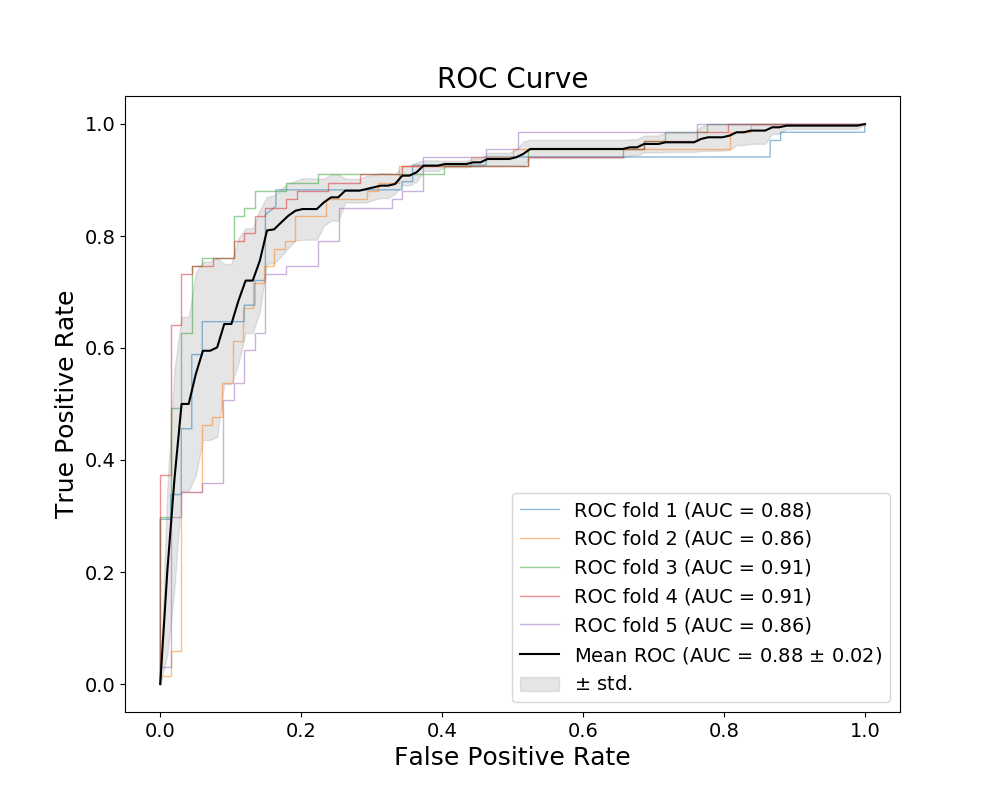 ROC Curve
1.0
0.8
0.6
0.4
0.2
0.0
True Positive Rate
ROC fold 1 (AUC = 0.88)
ROC fold 2 (AUC = 0.86)
ROC fold 3 (AUC = 0.91)
ROC fold 4 (AUC = 0.91)
ROC fold 5 (AUC = 0.86)
Mean ROC (AUC = 0.88 ± 0.02)
± std.
0.0 0.2 0.4 0.6 0.8 1.0
False Positive Rate